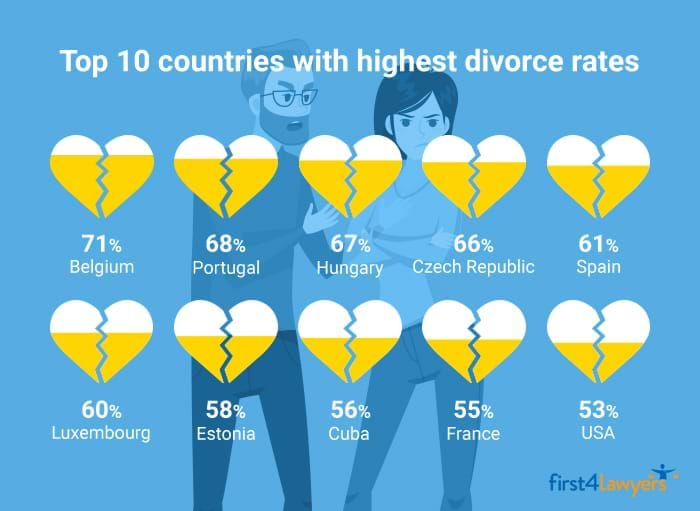 Top 10 countries with highest divorce rates
71%
Belgium
68%
Portugal
67%
Hungary
66%
Czech Republic
61%
Spain
60%
Luxembourg
58%
Estonia
56%
Cuba
55%
France
53%
USA
first4Lawyers